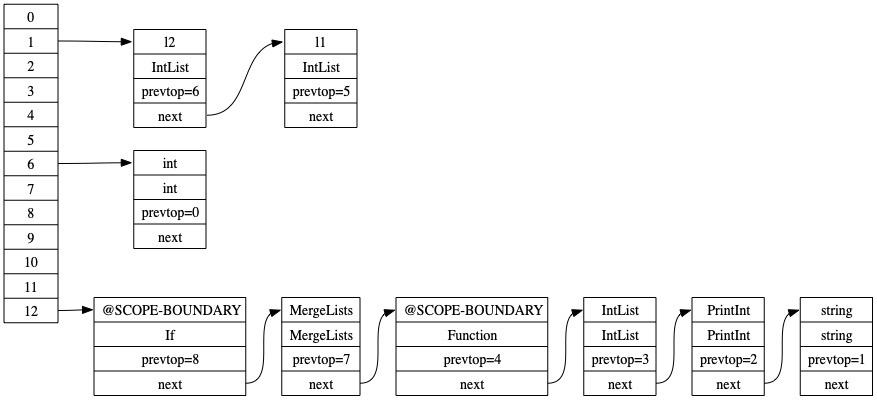 0
1
2
3
4
5
6
7
8
9
10
11
12
l2
IntList
prevtop=6
next
l1
IntList
prevtop=5
next
int
int
prevtop=0
next
@SCOPE-BOUNDARY
If
prevtop=8
next
MergeLists
MergeLists
prevtop=7
next
@SCOPE-BOUNDARY
Function
prevtop=4
next
IntList
IntList
prevtop=3
next
PrintInt
PrintInt
prevtop=2
next
string
string
prevtop=1
next